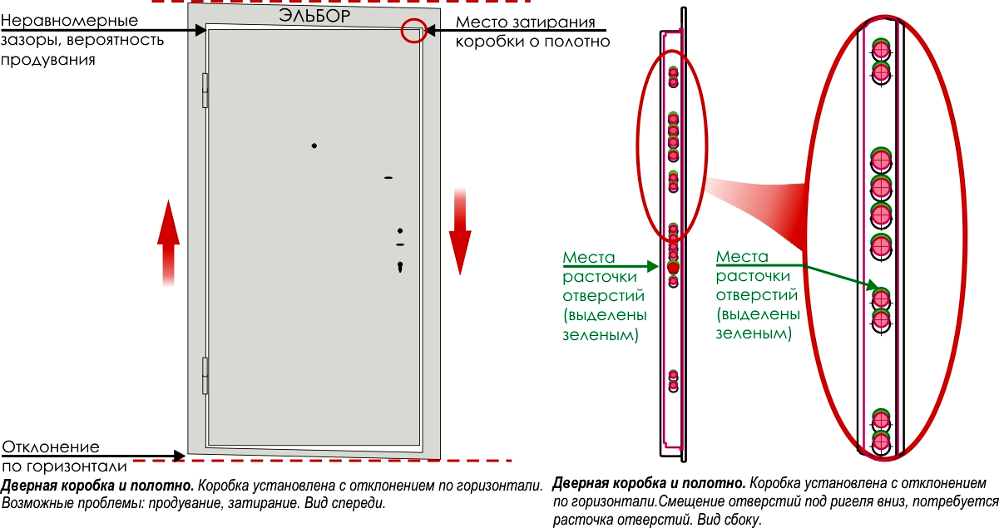 ЭЛЬБОР
Неравномерные
зазоры, вероятность
продувания
Место затирания
коробки о полотно
Отклонение
по горизонтали
Места
расточки
отверстий
(выделены
зеленым)
Места
расточки
отверстий
(выделены
зеленым)
Дверная коробка и полотно. Коробка установлена с отклонением по горизонтали.
Возможные проблемы: продувание, затирание. Вид спереди.
Дверная коробка и полотно. Коробка установлена с отклонением
по горизонтали.Смещение отверстий под ригеля вниз, потребуется
расточка отверстий. Вид сбоку.